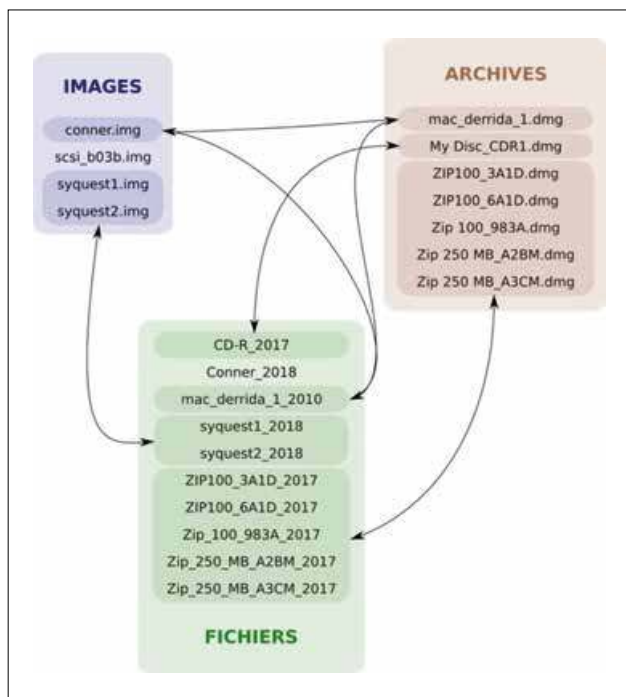 IMAGES
conner.img
scsi_b03b.img
syquest1.img
syquest2.img
ARCHIVES
mac_derrida_1.dmg
My Disc_CDR1.dmg
ZIP100_3A1D.dmg
ZIP100_6A1D.dmg
Zip 100_983A.dmg
Zip 250 MB_A2BM.dmg
Zip 250 MB_A3CM.dmg
CD-R_2017
Conner_2018
mac_derrida_1_2010
syquest1_2018
syquest2_2018
ZIP100_3A1D_2017
ZIP100_6A1D_2017
Zip_100_983A_2017
Zip_250_MB_A2BM_2017
Zip_250_MB_A3CM_2017
FICHIERS